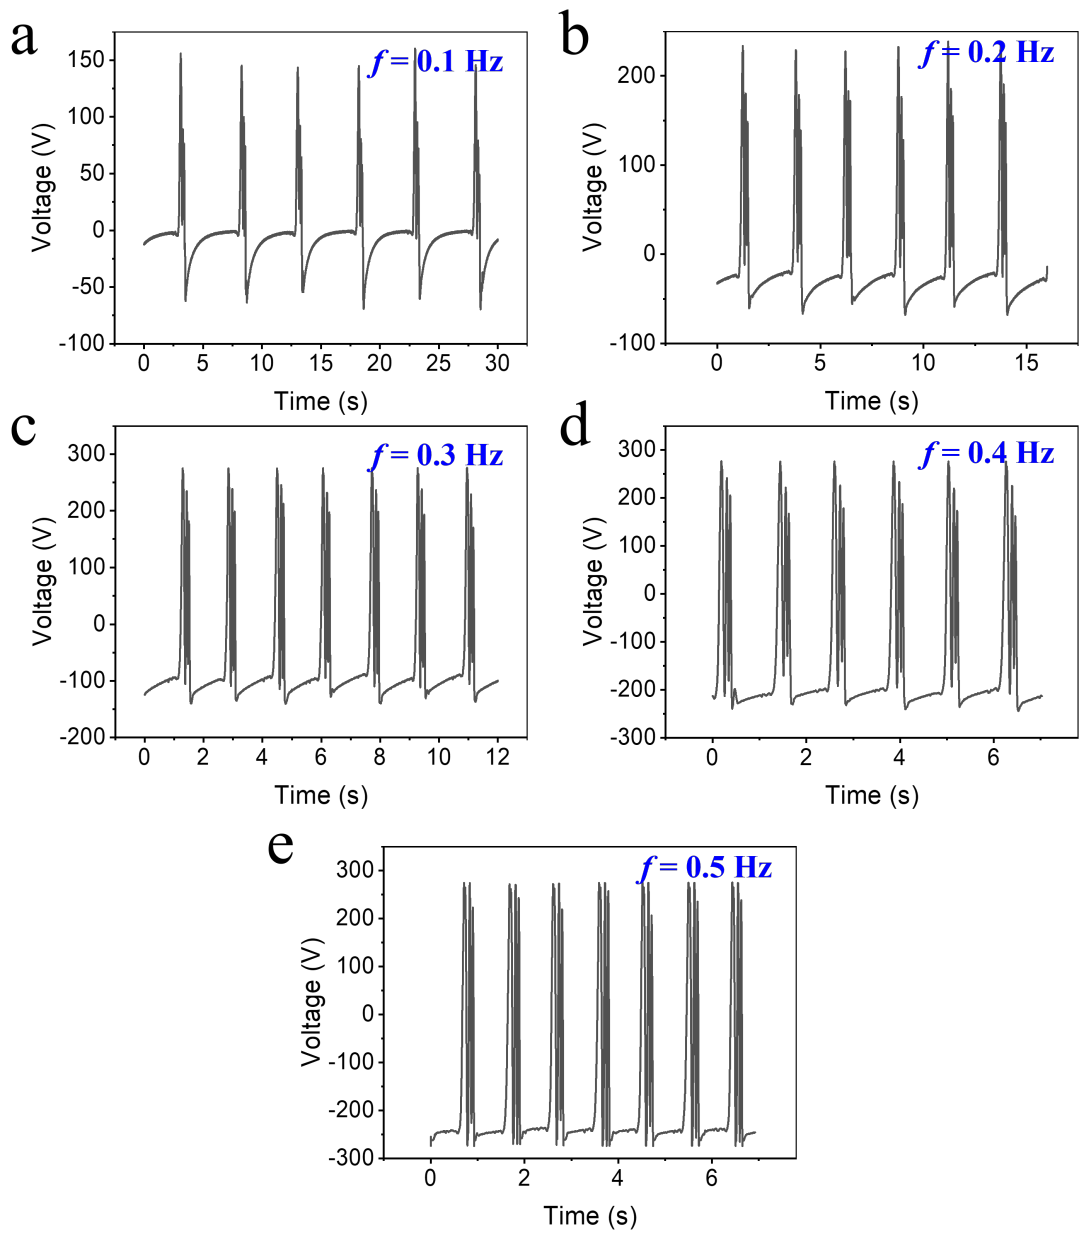 a
f = 0.1 Hz
150
100
50
0
-50
-100
Voltage (V)
0 5 10 15 20 25 30
Time (s)
b
f = 0.2 Hz
200
100
0
-100
Voltage (V)
0 5 10 15
Time (s)
c
f = 0.3 Hz
300
200
100
0
-100
-200
Voltage (V)
0 2 4 6 8 10 12
Time (s)
d
f = 0.4 Hz
300
200
100
0
-100
-200
-300
Voltage (V)
0 2 4 6
Time (s)
e
f = 0.5 Hz
300
200
100
0
-100
-200
-300
Voltage (V)
0 2 4 6
Time (s)